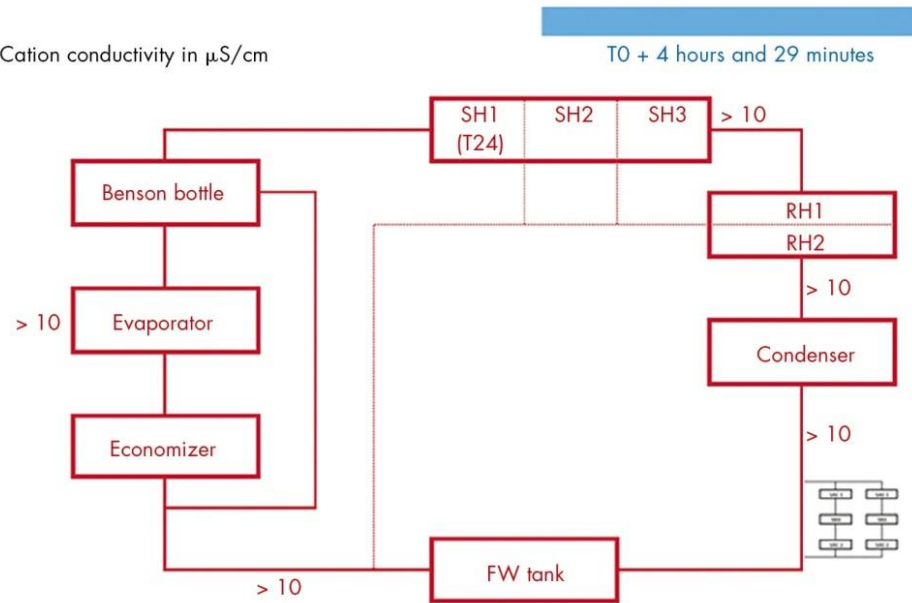 Cation conductivity in μS/cm
T0 + 4 hours and 29 minutes
SH1
(T24)
SH2
SH3
> 10
Benson bottle
RH1
RH2
> 10
> 10
Evaporator
Condenser
> 10
Economizer
FW tank
> 10